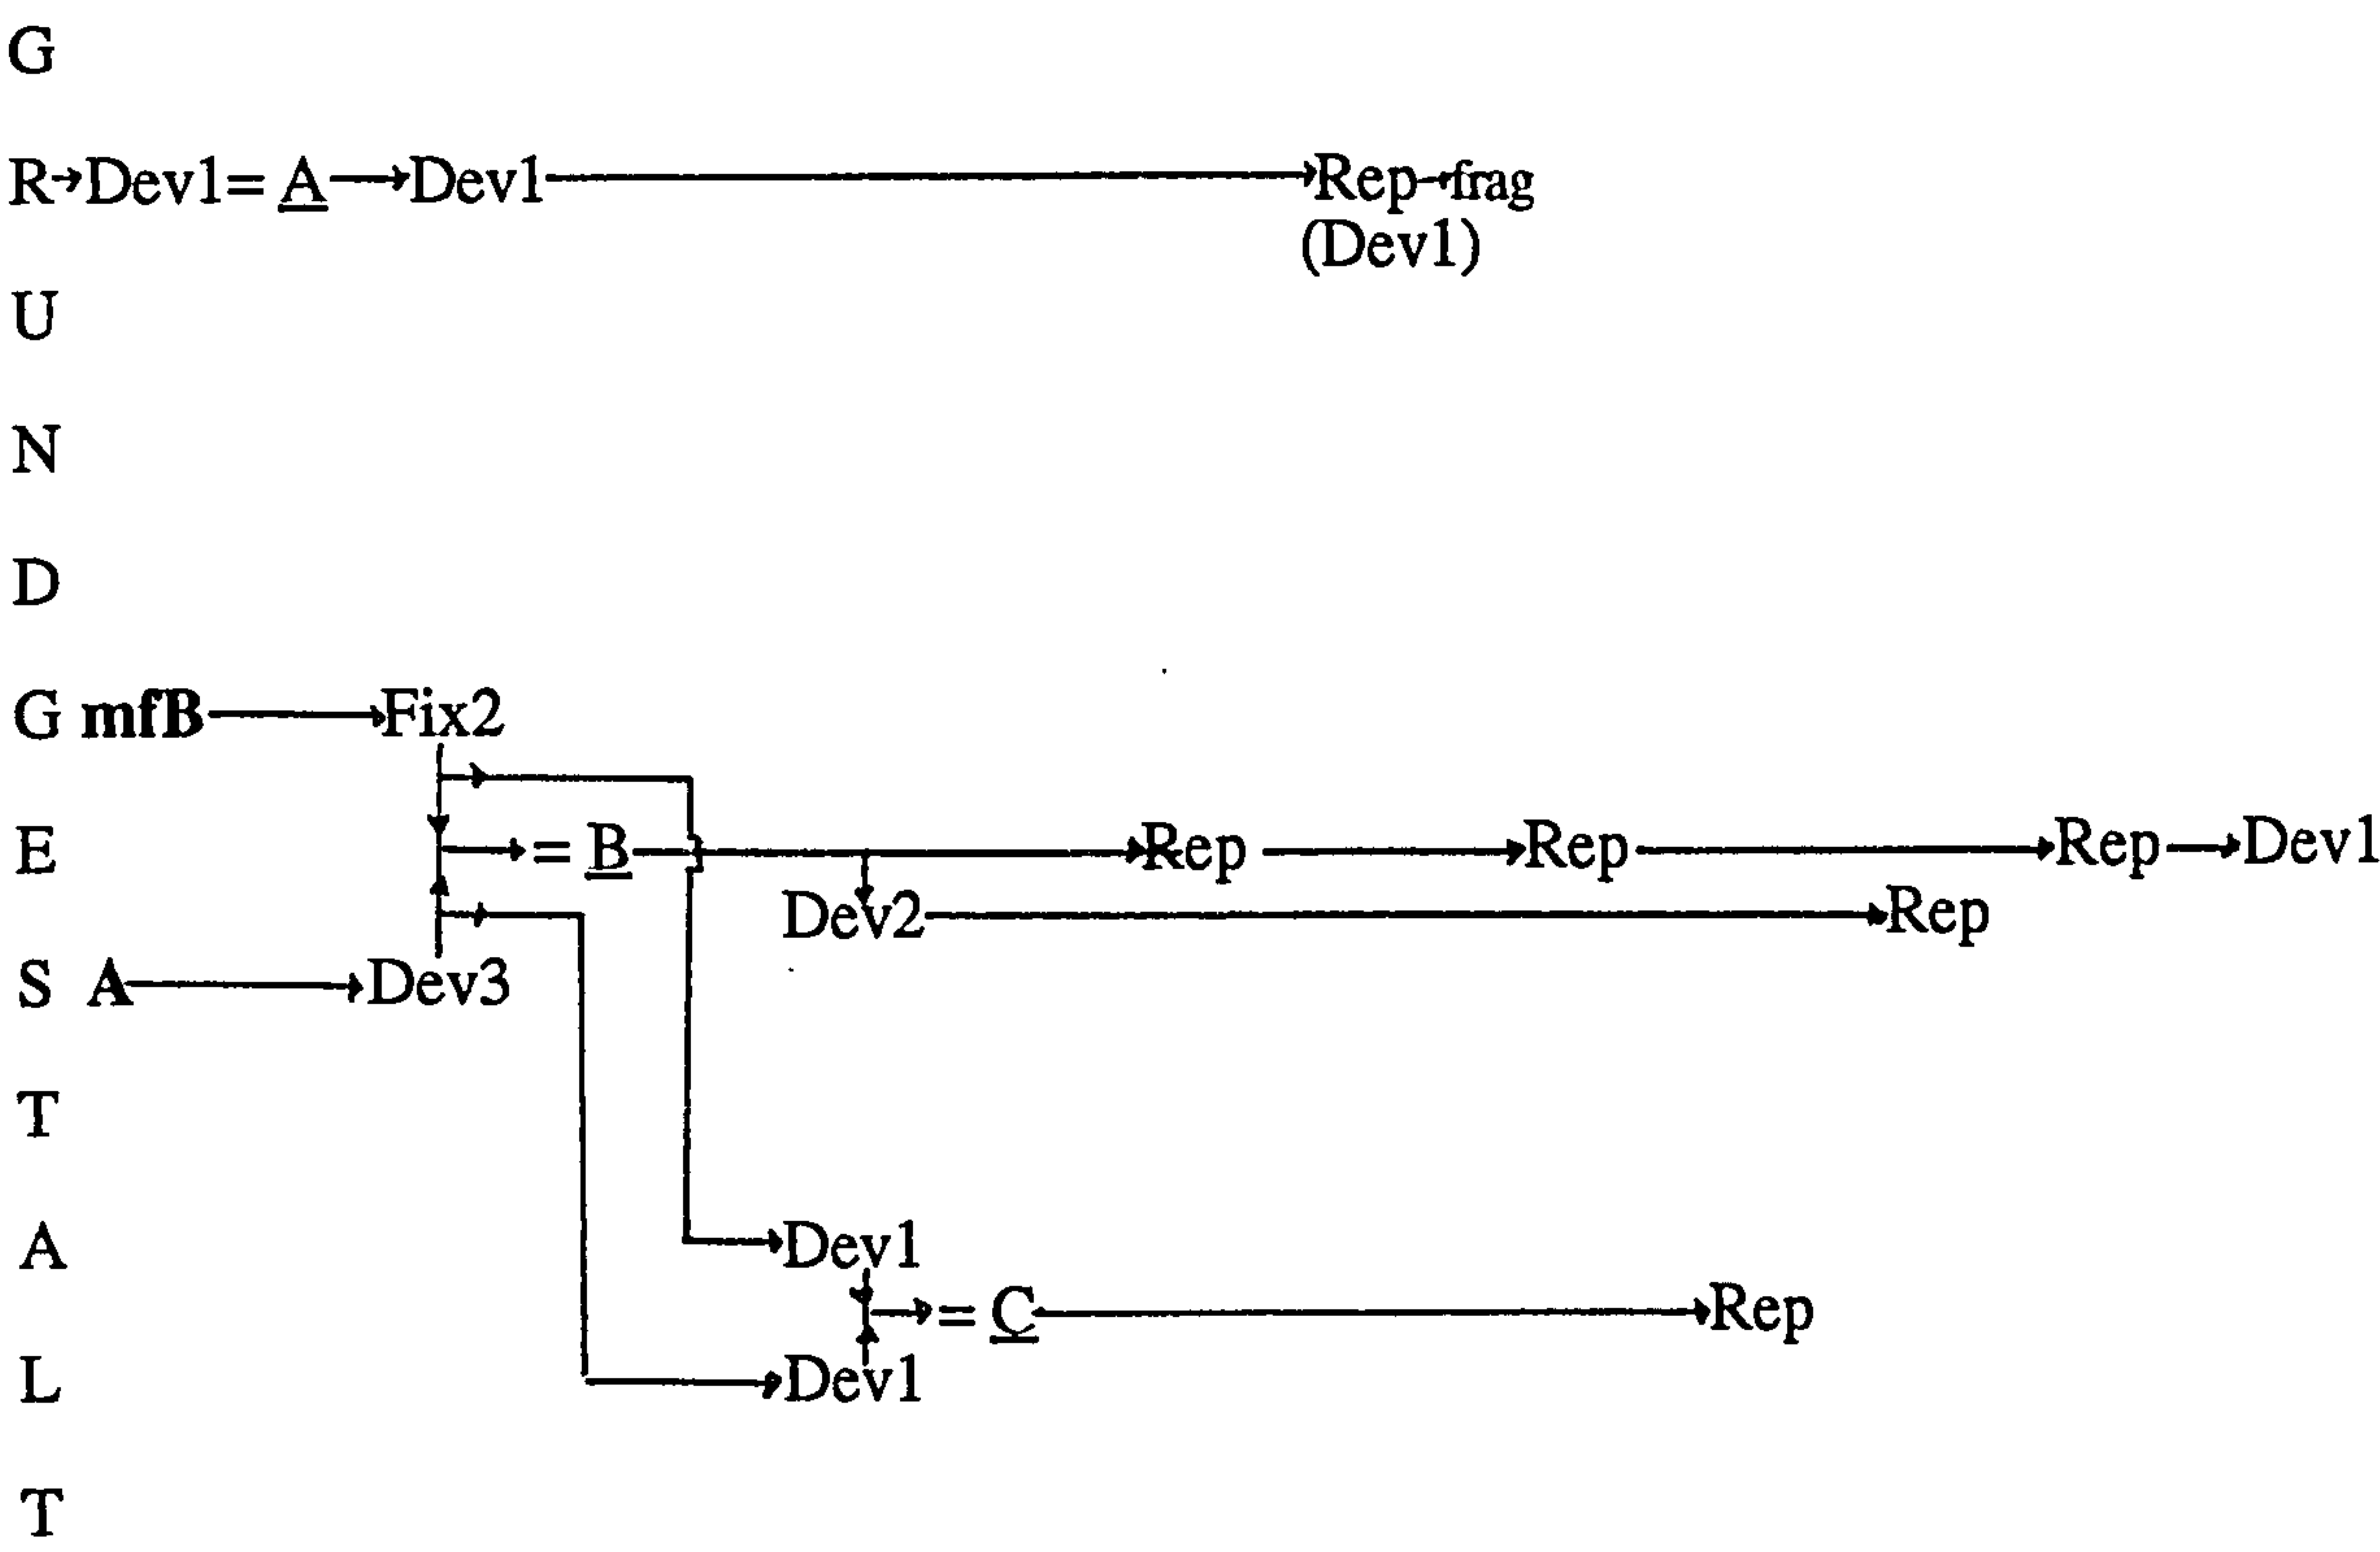 G
R→Dev1= A→Dev1→Rep→frag
(Dev1)
U
N
D
G mfB→Fix2
E → = B→Rep→Rep→Rep→Dev1
Dev2→Rep
S A→Dev3
T
A Dev1
→ = C→Rep
L Dev1
T